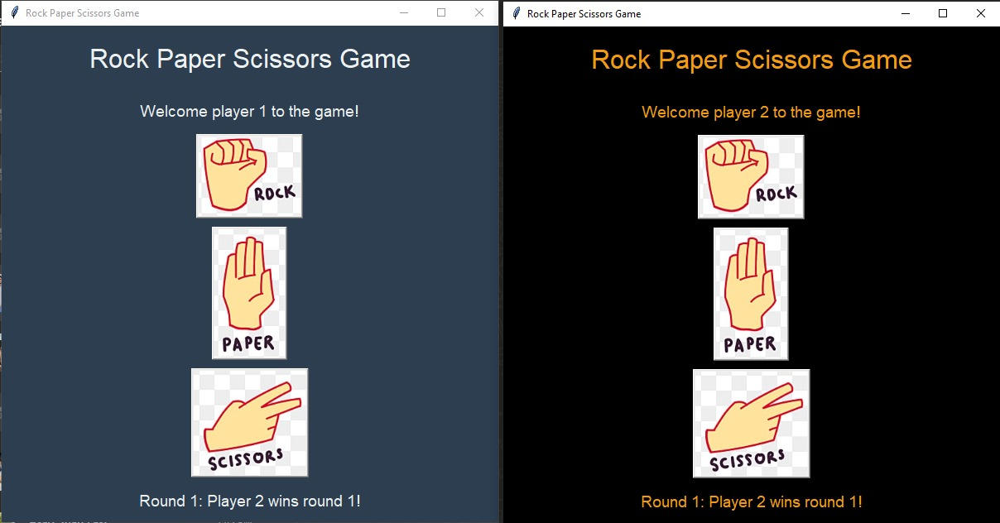 Rock Paper Scissors Game
Rock Paper Scissors Game
Welcome player 1 to the game!
ROCK
PAPER
SCISSORS
Round 1: Player 2 wins round 1!
Rock Paper Scissors Game
Rock Paper Scissors Game
Welcome player 2 to the game!
ROCK
PAPER
SCISSORS
Round 1: Player 2 wins round 1!